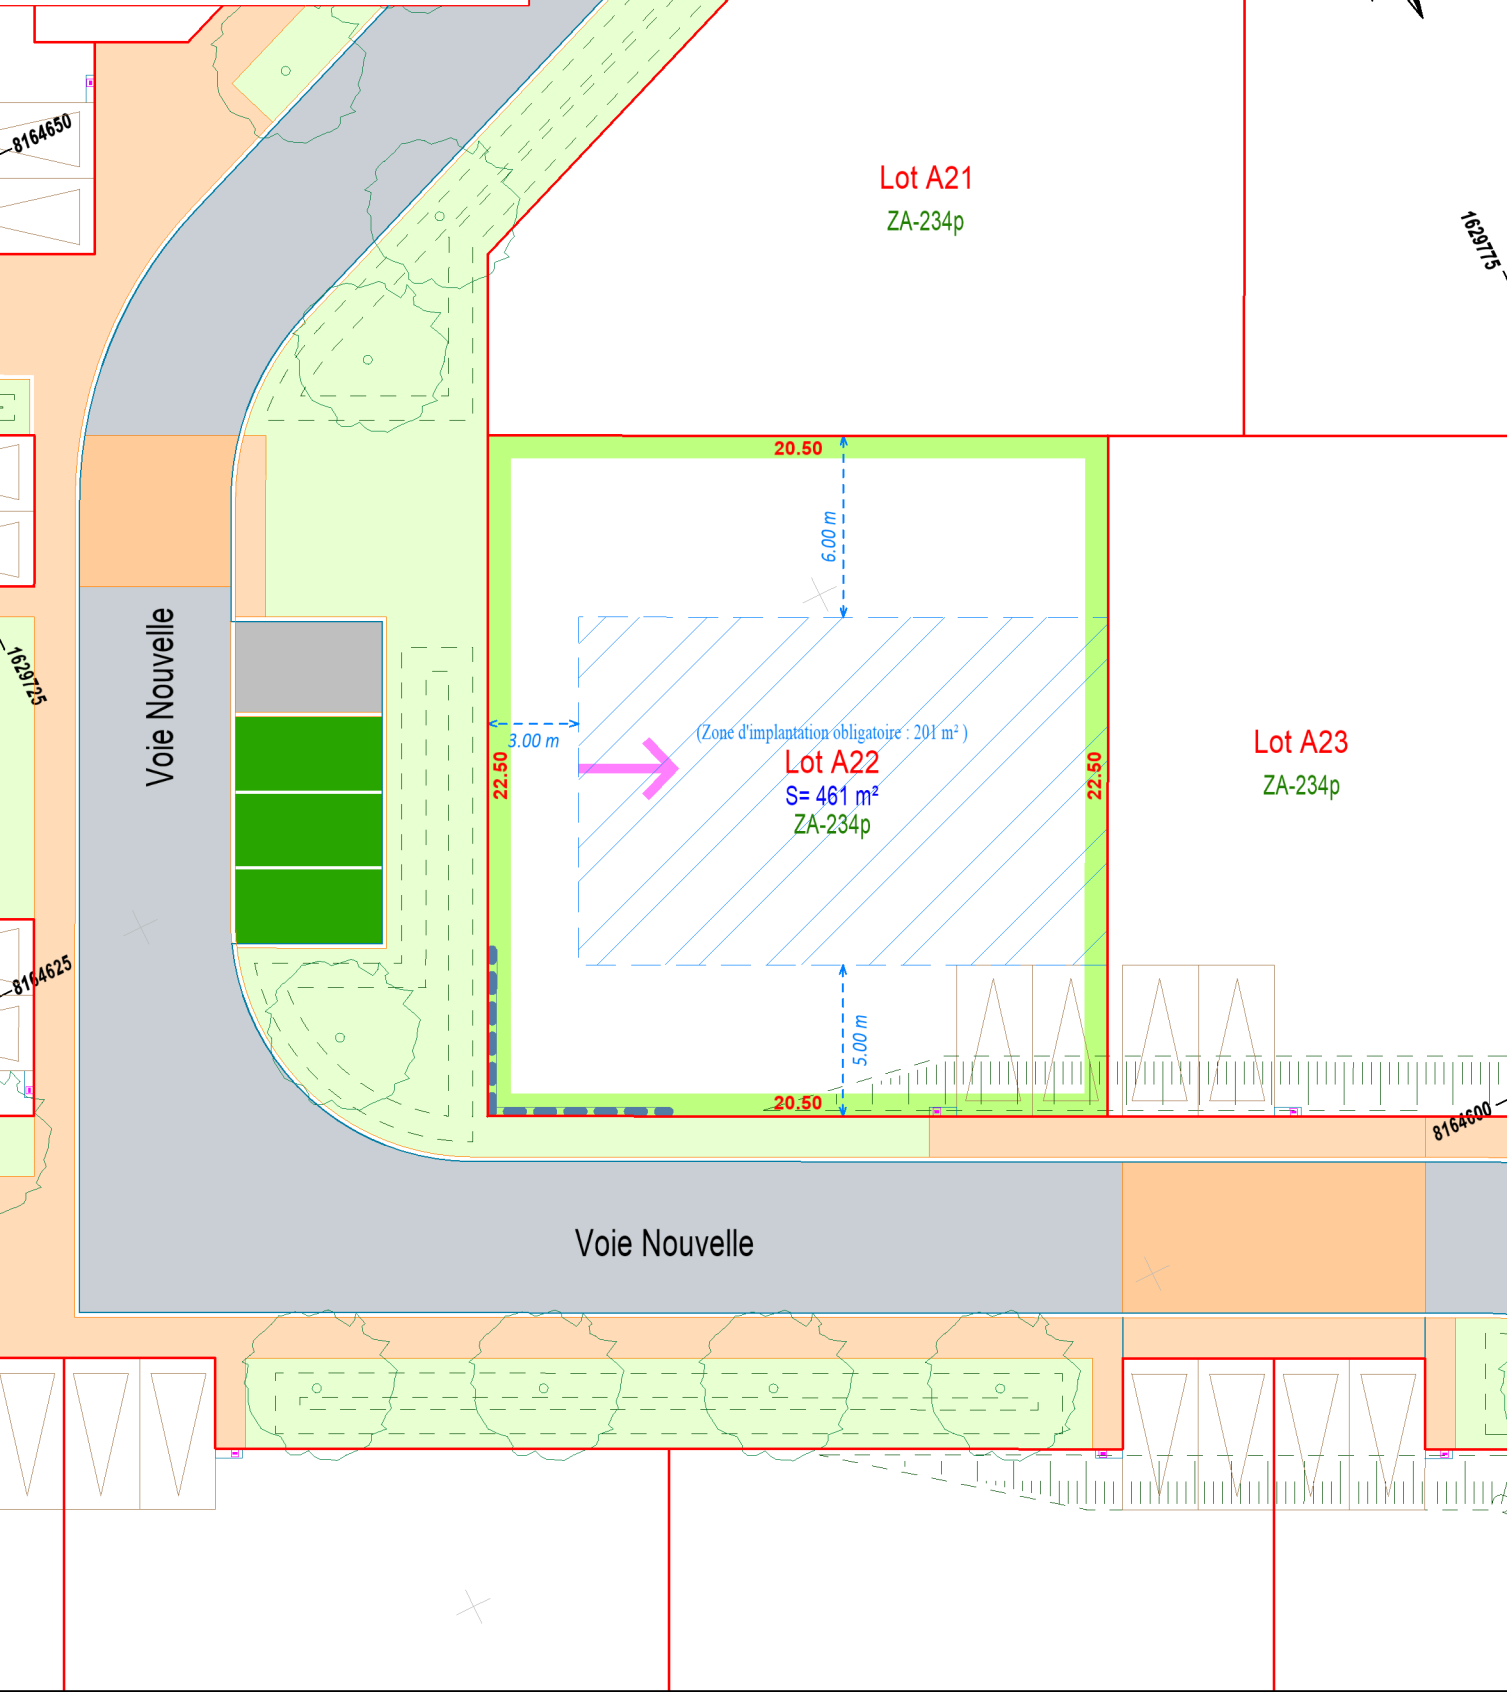 8164650
Lot A21
ZA-234p
1629775
20.50
6.00 m
Voie Nouvelle
1629725
3.00 m
22.50
(Zone d'implantation obligatoire : 201 m² )
Lot A22
S= 461 m²
ZA-234p
22.50
Lot A23
ZA-234p
8164625
5.00 m
20.50
8164600
Voie Nouvelle